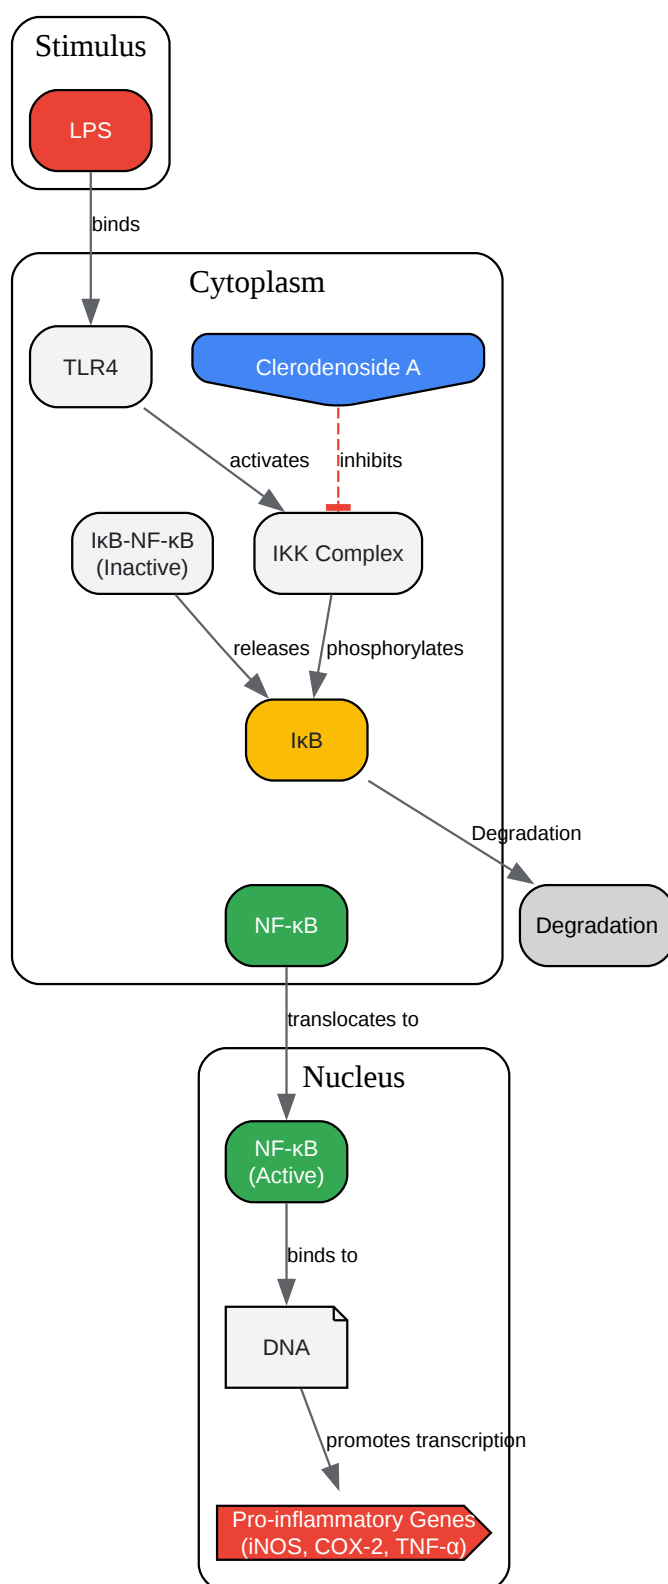 Stimulus
LPS
binds
Cytoplasm
TLR4
Clerodenoside A
activates
inhibits
IκB-NF-κB
(Inactive)
IKK Complex
releases
phosphorylates
IκB
Degradation
NF-κB
Degradation
translocates to
Nucleus
NF-κB
(Active)
binds to
DNA
promotes transcription
Pro-inflammatory Genes
(iNOS, COX-2, TNF-α)